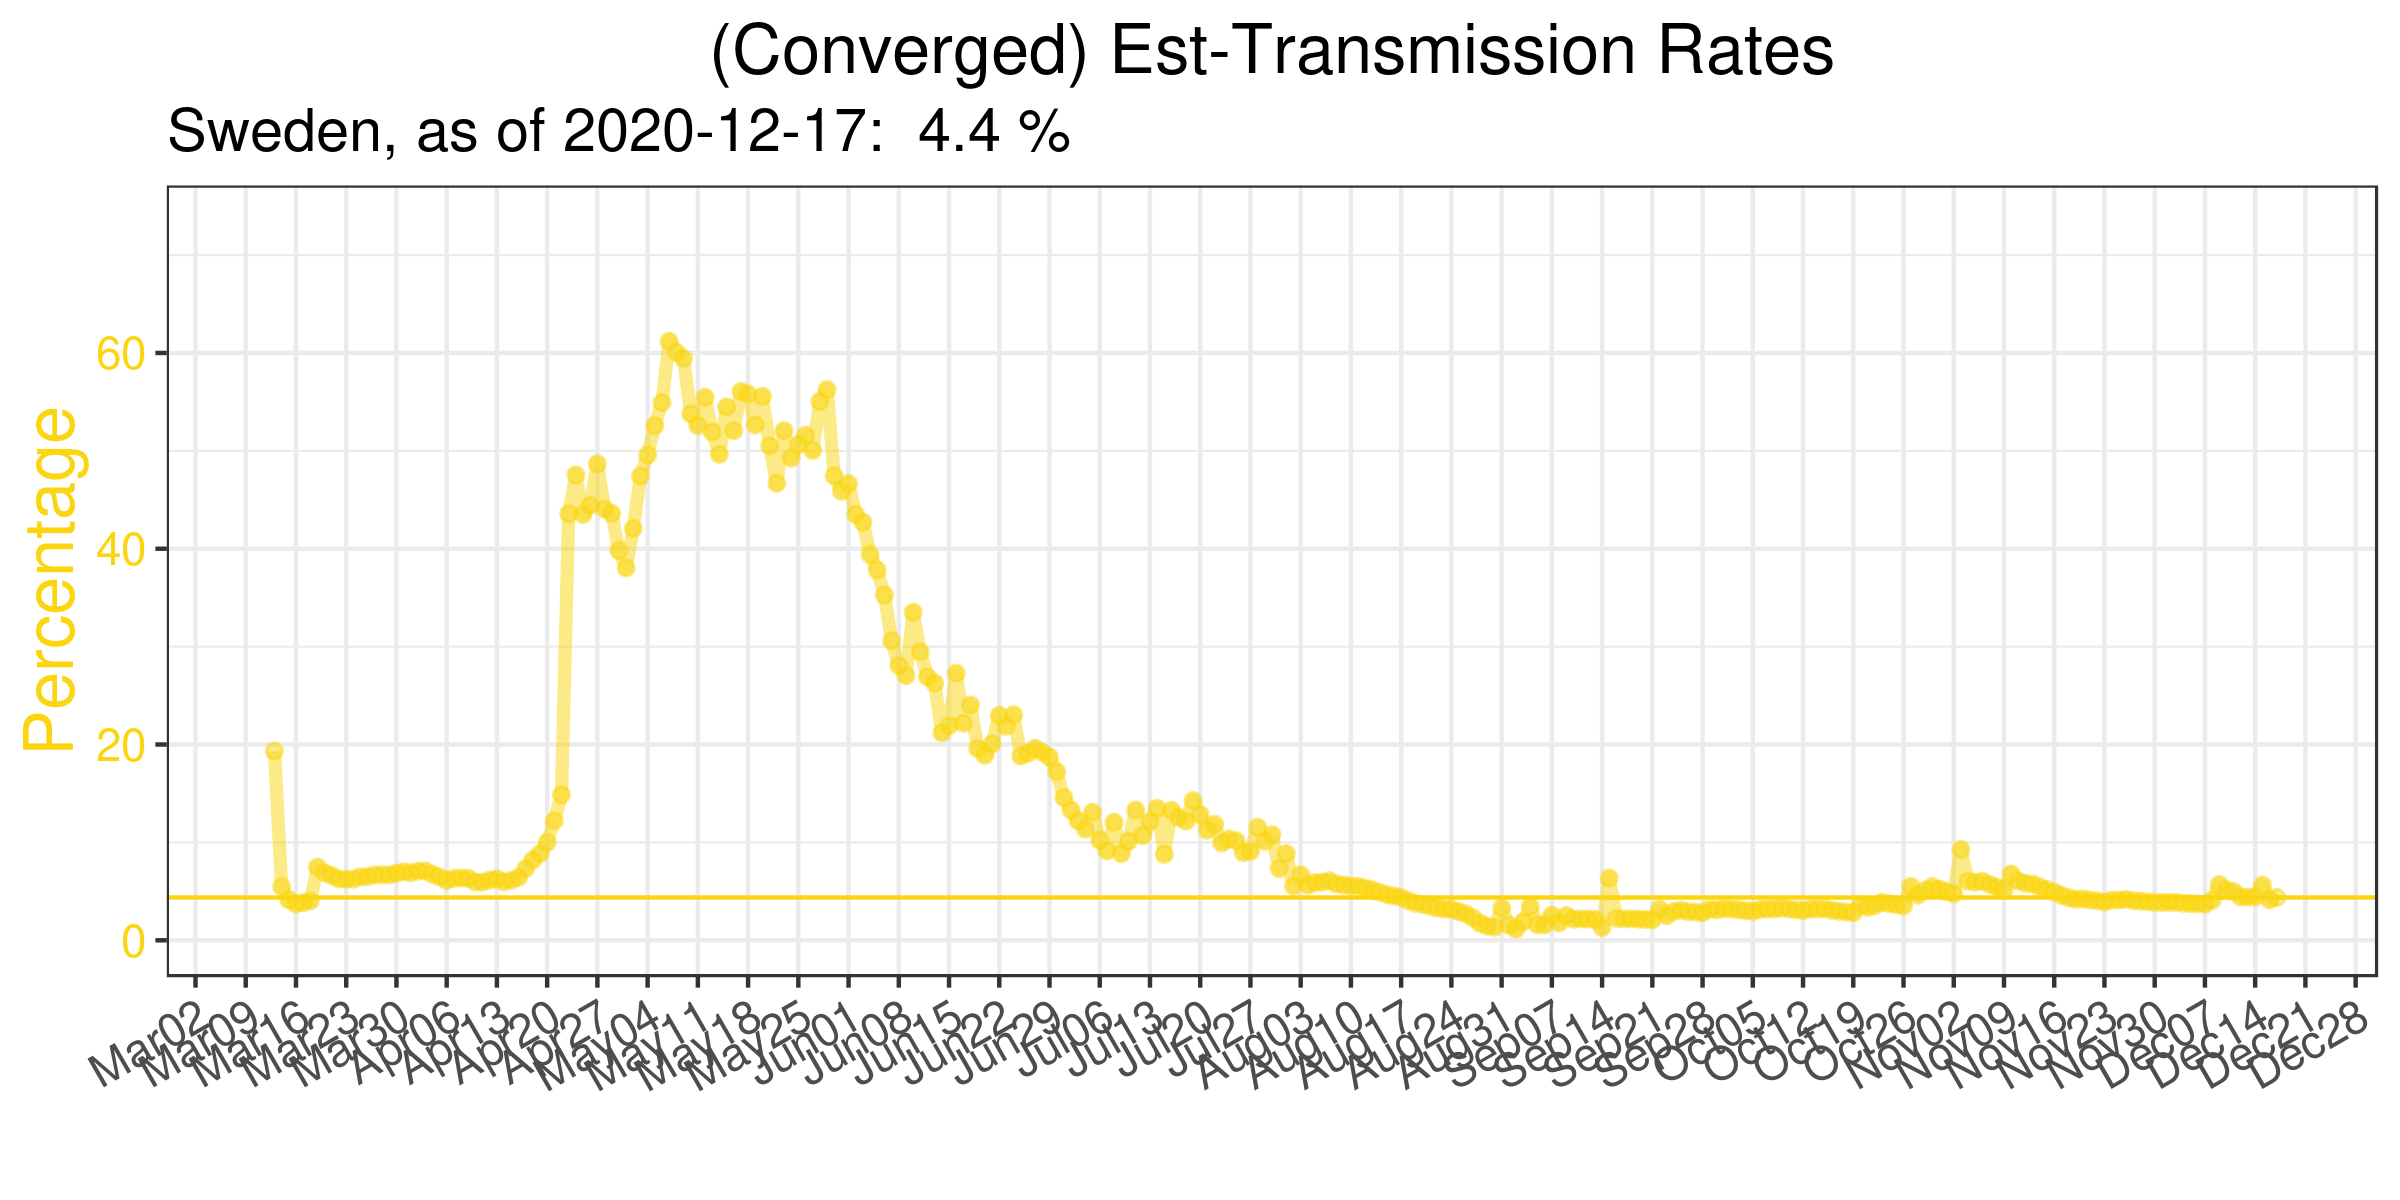 (Converged) Est-Transmission Rates
Sweden, as of 2020-12-17:  4.4 %
Percentage
60
40
20
0
Mar02
Mar09
Mar16
Mar23
Mar30
Apr06
Apr13
Apr20
Apr27
May04
May11
May18
May25
Jun01
Jun08
Jun15
Jun22
Jun29
Jul06
Jul13
Jul20
Jul27
Aug03
Aug10
Aug17
Aug24
Aug31
Sep07
Sep14
Sep21
Sep28
Oct05
Oct12
Oct19
Oct26
Nov02
Nov09
Nov16
Nov23
Nov30
Dec07
Dec14
Dec21
Dec28